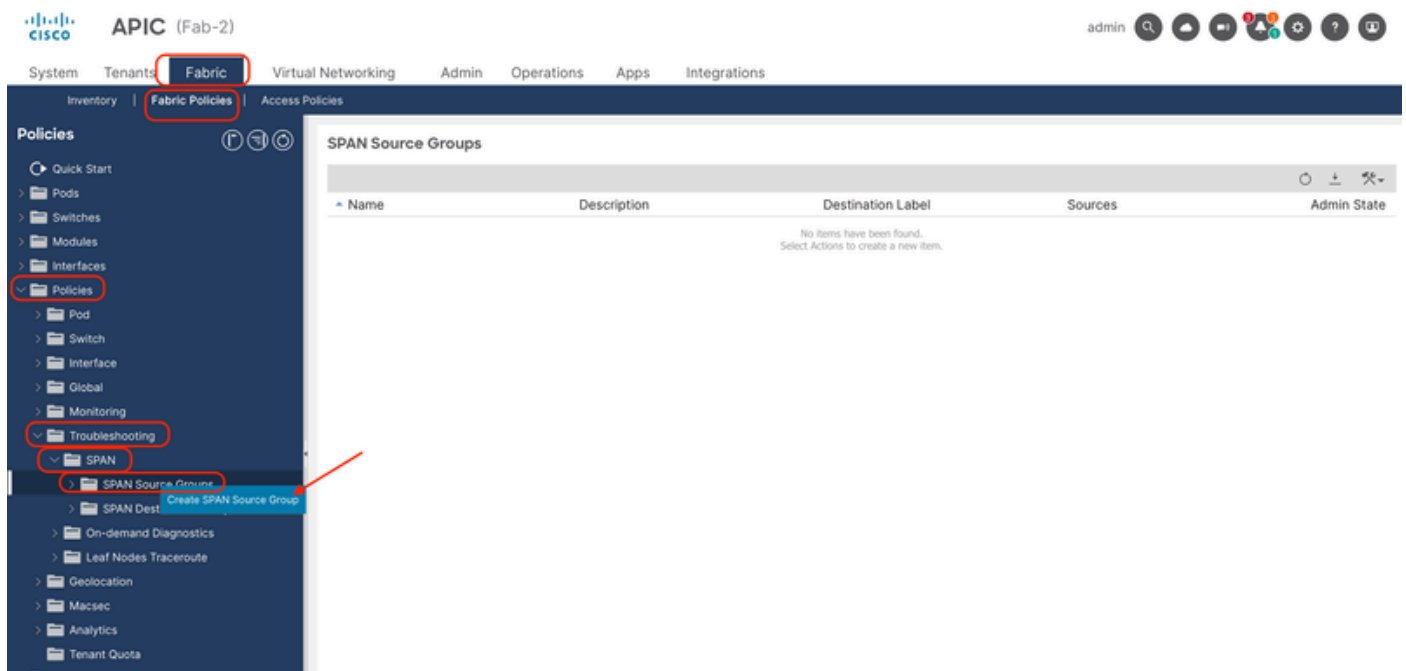 cisco
APIC (Fab-2)
admin
System Tenants Fabric Virtual Networking Admin Operations Apps Integrations
Inventory | Fabric Policies | Access Policies
Policies
Quick Start
Pods
Switches
Modules
Interfaces
Policies
Pod
Switch
Interface
Global
Monitoring
Troubleshooting
SPAN
SPAN Source Groups
Create SPAN Source Group
SPAN Dest
On-demand Diagnostics
Leaf Nodes Traceroute
Geolocation
Macsec
Analytics
Tenant Quota
SPAN Source Groups
Name Description Destination Label Sources Admin State
No items have been found.
Select Actions to create a new item.